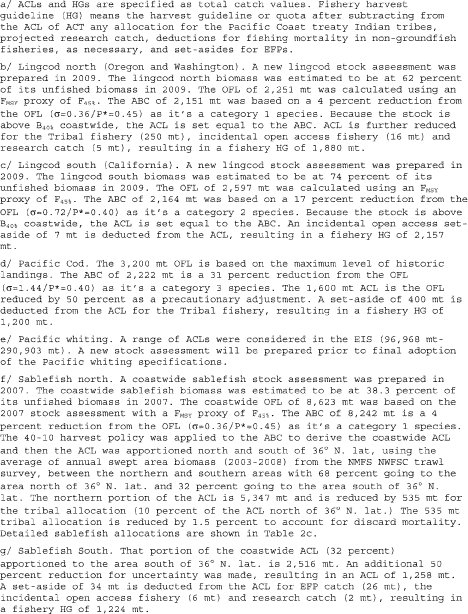 a/ ACLs and HGs are specified as total catch values. Fishery harvest
guideline (HG) means the harvest guideline or quota after subtracting from
the ACL of ACT any allocation for the Pacific Coast treaty Indian tribes,
projected research catch, deductions for fishing mortality in non-groundfish
fisheries, as necessary, and set-asides for EFPs.
b/ Lingcod north (Oregon and Washington). A new lingcod stock assessment was
prepared in 2009. The lingcod north biomass was estimated to be at 62 percent
of its unfished biomass in 2009. The OFL of 2,251 mt was calculated using an
FMSY proxy of F45%. The ABC of 2,151 mt was based on a 4 percent reduction from
the OFL (σ=0.36/P*=0.45) as it's a category 1 species. Because the stock is
above B40% coastwide, the ACL is set equal to the ABC. ACL is further reduced
for the Tribal fishery (250 mt), incidental open access fishery (16 mt) and
research catch (5 mt), resulting in a fishery HG of 1,880 mt.
c/ Lingcod south (California). A new lingcod stock assessment was prepared in
2009. The lingcod south biomass was estimated to be at 74 percent of its
unfished biomass in 2009. The OFL of 2,597 mt was calculated using an FMSY
proxy of F45%. The ABC of 2,164 mt was based on a 17 percent reduction from the
OFL (σ=0.72/P*=0.40) as it's a category 2 species. Because the stock is above
B40% coastwide, the ACL is set equal to the ABC. An incidental open access set-
aside of 7 mt is deducted from the ACL, resulting in a fishery HG of 2,157
mt.
d/ Pacific Cod. The 3,200 mt OFL is based on the maximum level of historic
landings. The ABC of 2,222 mt is a 31 percent reduction from the OFL
(σ=1.44/P*=0.40) as it's a category 3 species. The 1,600 mt ACL is the OFL
reduced by 50 percent as a precautionary adjustment. A set-aside of 400 mt is
deducted from the ACL for the Tribal fishery, resulting in a fishery HG of
1,200 mt.
e/ Pacific whiting. A range of ACLs were considered in the EIS (96,968 mt-
290,903 mt). A new stock assessment will be prepared prior to final adoption
of the Pacific whiting specifications.
f/ Sablefish north. A coastwide sablefish stock assessment was prepared in
2007. The coastwide sablefish biomass was estimated to be at 38.3 percent of
its unfished biomass in 2007. The coastwide OFL of 8,623 mt was based on the
2007 stock assessment with a FMSY proxy of F45%. The ABC of 8,242 mt is a 4
percent reduction from the OFL (σ=0.36/P*=0.45) as it's a category 1 species.
The 40-10 harvest policy was applied to the ABC to derive the coastwide ACL
and then the ACL was apportioned north and south of 36° N. lat, using the
average of annual swept area biomass (2003-2008) from the NMFS NWFSC trawl
survey, between the northern and southern areas with 68 percent going to the
area north of 36° N. lat. and 32 percent going to the area south of 36° N.
lat. The northern portion of the ACL is 5,347 mt and is reduced by 535 mt for
the tribal allocation (10 percent of the ACL north of 36° N. lat.) The 535 mt
tribal allocation is reduced by 1.5 percent to account for discard mortality.
Detailed sablefish allocations are shown in Table 2c.
g/ Sablefish South. That portion of the coastwide ACL (32 percent)
apportioned to the area south of 36° N. lat. is 2,516 mt. An additional 50
percent reduction for uncertainty was made, resulting in an ACL of 1,258 mt.
A set-aside of 34 mt is deducted from the ACL for EFP catch (26 mt), the
incidental open access fishery (6 mt) and research catch (2 mt), resulting in
a fishery HG of 1,224 mt.